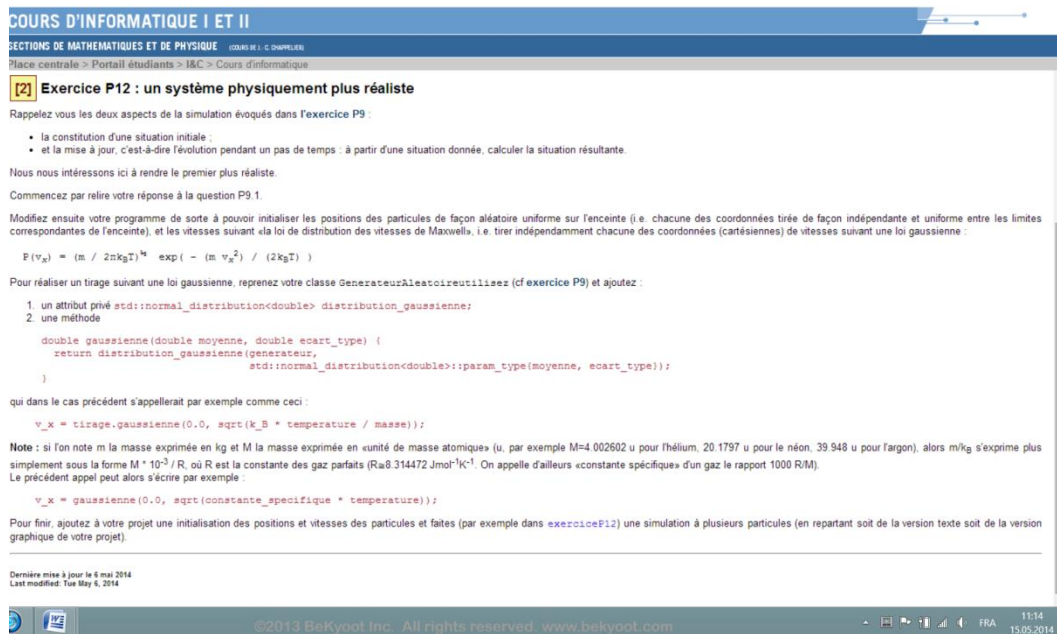 COURS D'INFORMATIQUE I ET II
SECTIONS DE MATHEMATIQUES ET DE PHYSIQUE (COURS DE J.-C. CHAPPELIER)
Place centrale > Portail étudiants > I&C > Cours d'informatique
[2] Exercice P12 : un système physiquement plus réaliste
Rappelez vous les deux aspects de la simulation évoqués dans l'exercice P9 :
• la constitution d'une situation initiale ;
• et la mise à jour, c'est-à-dire l'évolution pendant un pas de temps : à partir d'une situation donnée, calculer la situation résultante.
Nous nous intéressons ici à rendre le premier plus réaliste.
Commencez par relire votre réponse à la question P9.1.
Modifiez ensuite votre programme de sorte à pouvoir initialiser les positions des particules de façon aléatoire uniforme sur l'enceinte (i.e. chacune des coordonnées tirée de façon indépendante et uniforme entre les limites
correspondantes de l'enceinte), et les vitesses suivant «la loi de distribution des vitesses de Maxwell», i.e. tirer indépendamment chacune des coordonnées (cartésiennes) de vitesses suivant une loi gaussienne :
P(vₓ) = (m / 2πk_BT)^½ exp( - (m vₓ²) / (2k_BT) )
Pour réaliser un tirage suivant une loi gaussienne, reprenez votre classe GenerateurAleatoireutilisez (cf exercice P9) et ajoutez :
1. un attribut privé std::normal_distribution<double> distribution_gaussienne;
2. une méthode
double gaussienne(double moyenne, double ecart_type) {
return distribution_gaussienne(generateur,
std::normal_distribution<double>::param_type(moyenne, ecart_type));
}
qui dans le cas précédent s'appellerait par exemple comme ceci :
v_x = tirage.gaussienne(0.0, sqrt(k_B * temperature / masse));
Note : si l'on note m la masse exprimée en kg et M la masse exprimée en «unité de masse atomique» (u, par exemple M=4.002602 u pour l'hélium, 20.1797 u pour le néon, 39.948 u pour l'argon), alors m/k_B s'exprime plus
simplement sous la forme M * 10⁻³ / R, où R est la constante des gaz parfaits (R≅8.314472 Jmol⁻¹K⁻¹. On appelle d'ailleurs «constante spécifique» d'un gaz le rapport 1000 R/M).
Le précédent appel peut alors s'écrire par exemple :
v_x = gaussienne(0.0, sqrt(constante_specifique * temperature));
Pour finir, ajoutez à votre projet une initialisation des positions et vitesses des particules et faites (par exemple dans exerciceP12) une simulation à plusieurs particules (en repartant soit de la version texte soit de la version
graphique de votre projet).
Dernière mise à jour le 6 mai 2014
Last modified: Tue May 6, 2014
©2013 BeKyoot Inc. All rights reserved. www.bekyoot.com
FRA
11:14
15.05.2014